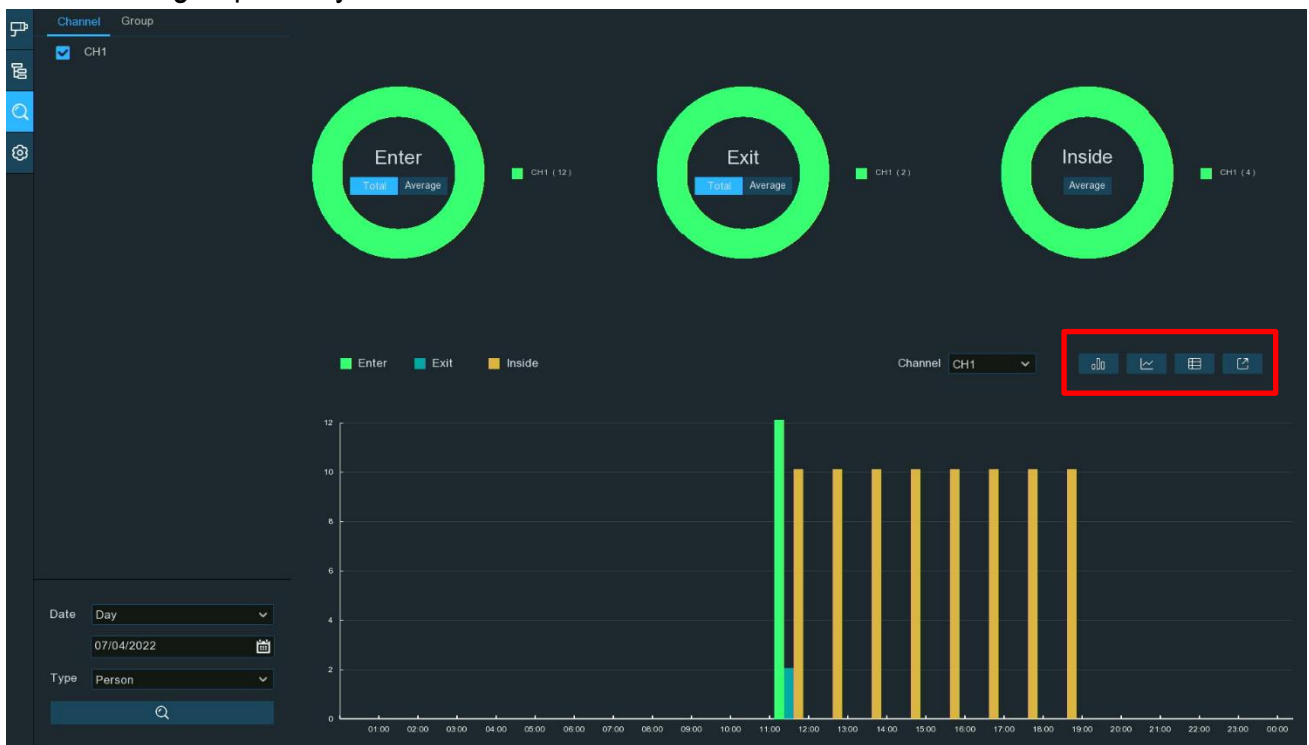 Channel Group
CH1
Enter
Total Average
CH1 ( 12 )
Exit
Total Average
CH1 ( 2 )
Inside
Average
CH1 ( 4 )
Enter Exit Inside
Channel CH1
12
10
8
6
4
2
0
01:00 02:00 03:00 04:00 05:00 06:00 07:00 08:00 09:00 10:00 11:00 12:00 13:00 14:00 15:00 16:00 17:00 18:00 19:00 20:00 21:00 22:00 23:00 00:00
Date Day
07/04/2022
Type Person